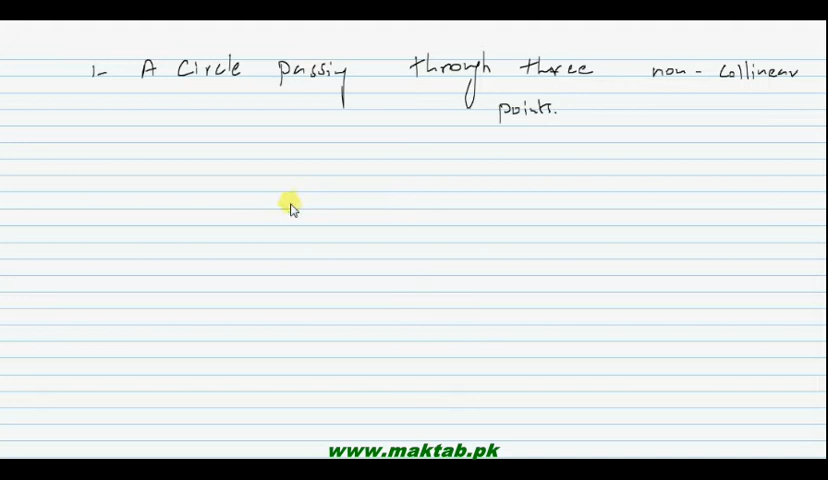 1- A Circle passing through three non-collinear
points.
www.maktab.pk